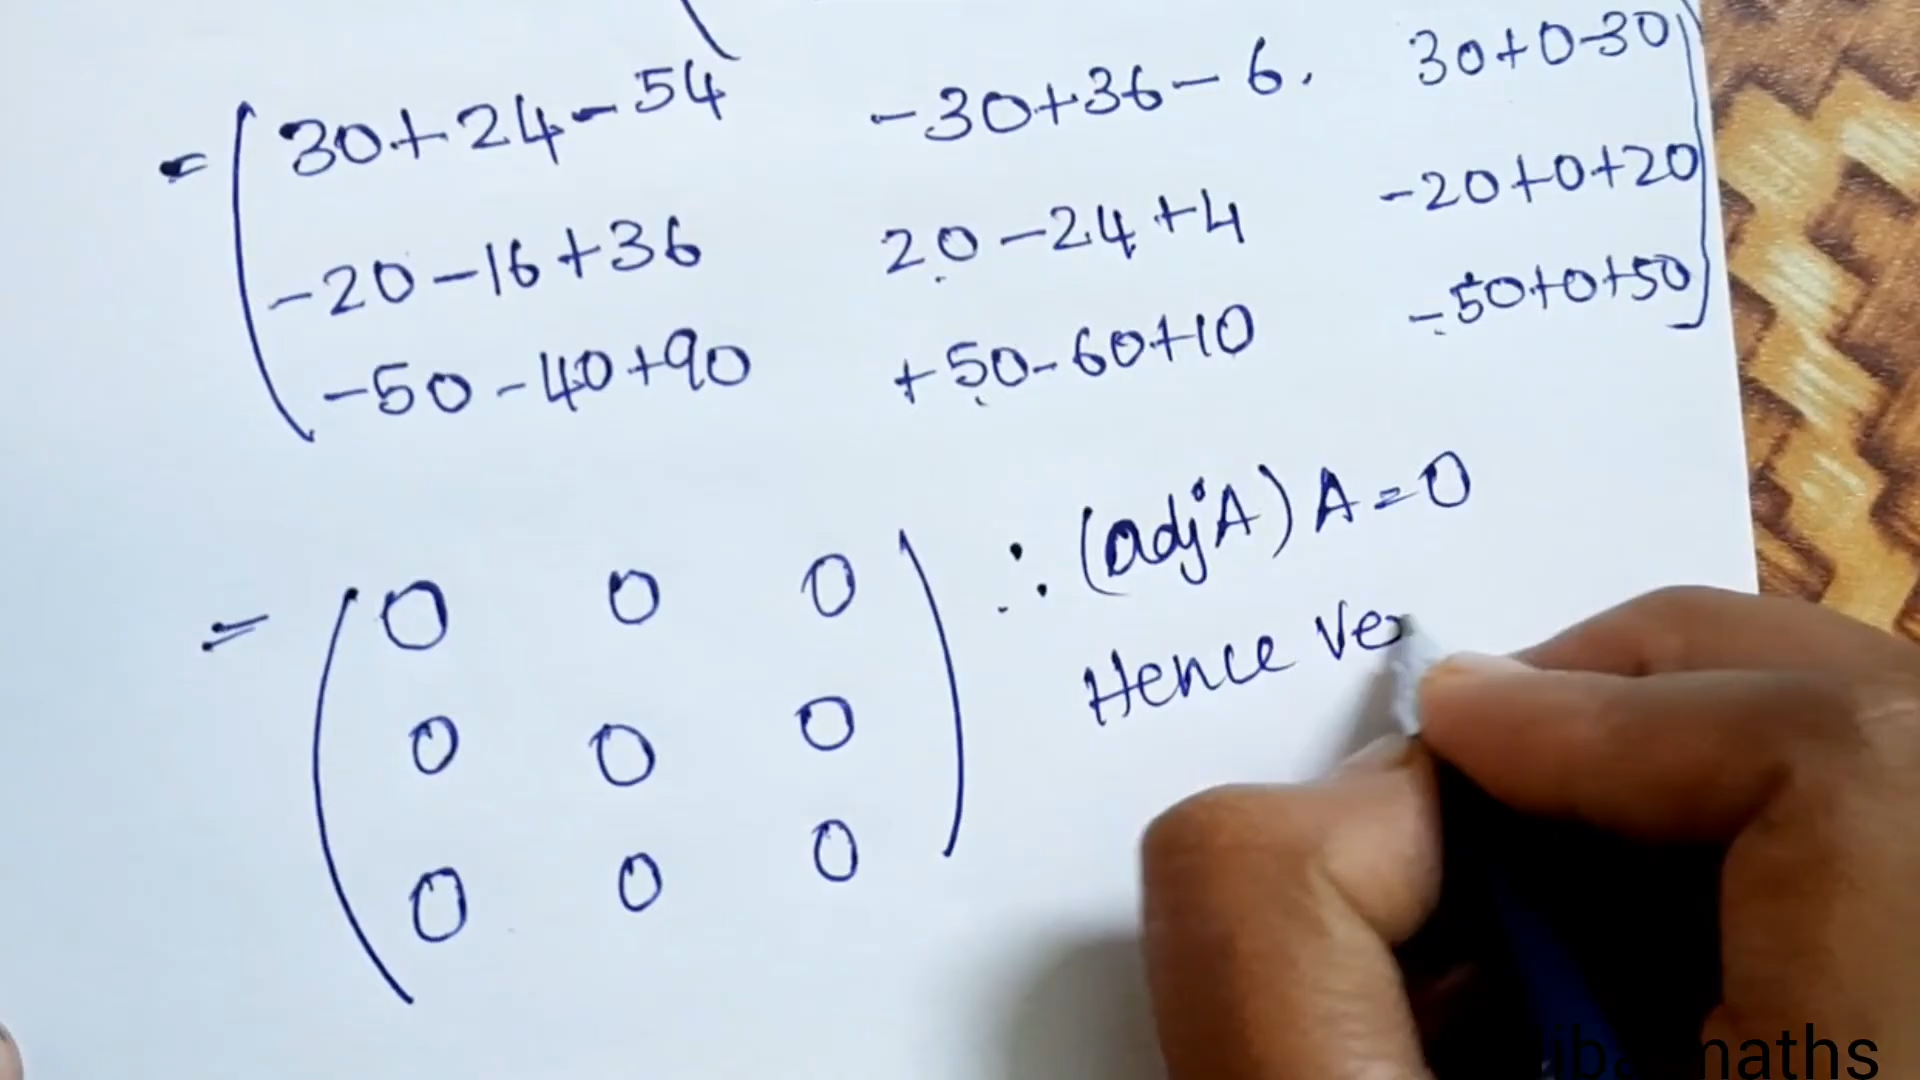 = 30+24-54 -30+36-6. 30+0-30
-20-16+36 20-24+4 -20+0+20
-50-40+90 +50-60+10 -50+0+50
= 0 0 0
0 0 0
0 0 0
∴ (adjA) A=0
Hence Ve
maths